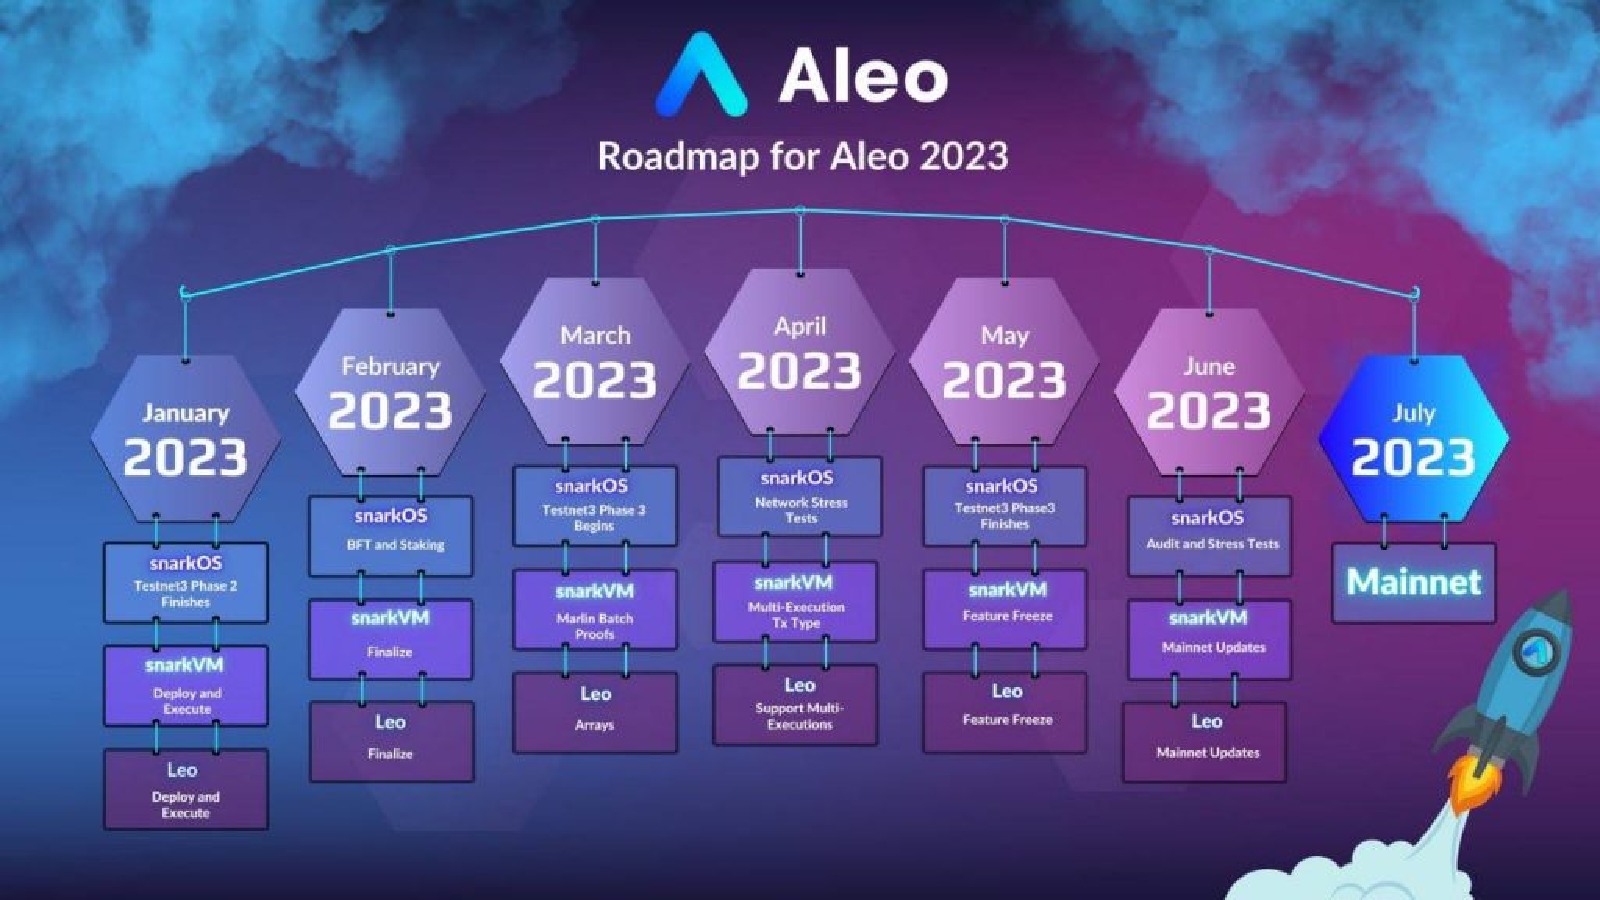 Aleo
Roadmap for Aleo 2023
January
2023
snarkOS
Testnet3 Phase 2
Finishes
snarkVM
Deploy and
Execute
Leo
Deploy and
Execute
February
2023
snarkOS
BFT and Staking
snarkVM
Finalize
Leo
Finalize
March
2023
snarkOS
Testnet3 Phase 3
Begins
snarkVM
Marlin Batch
Proofs
Leo
Arrays
April
2023
snarkOS
Network Stress
Tests
snarkVM
Multi-Execution
Tx Type
Leo
Support Multi-
Executions
May
2023
snarkOS
Testnet3 Phase3
Finishes
snarkVM
Feature Freeze
Leo
Feature Freeze
June
2023
snarkOS
Audit and Stress Tests
snarkVM
Mainnet Updates
Leo
Mainnet Updates
July
2023
Mainnet